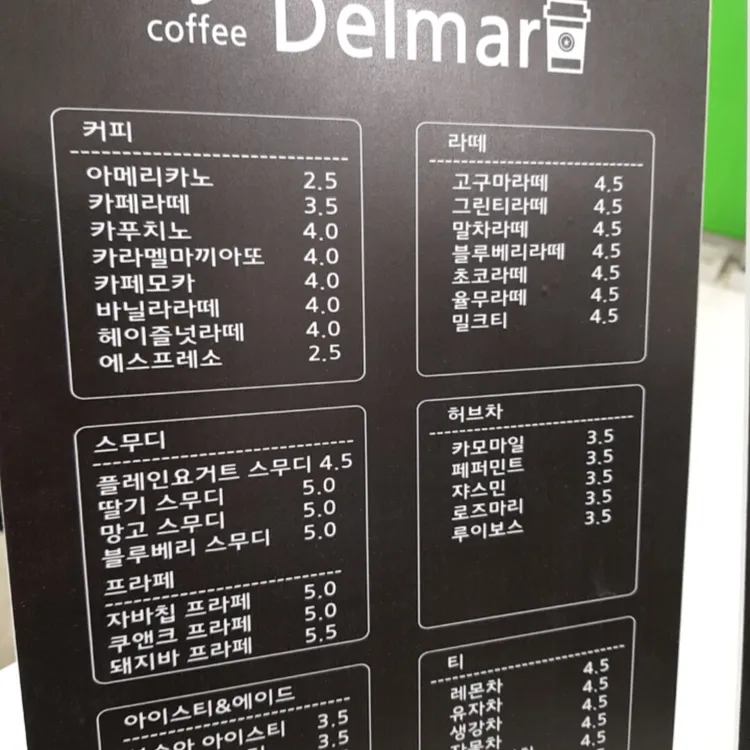 coffee Delmar
커피
아메리카노 2.5
카페라떼 3.5
카푸치노 4.0
카라멜마끼아또 4.0
카페모카 4.0
바닐라라떼 4.0
헤이즐넛라떼 4.0
에스프레소 2.5
라떼
고구마라떼 4.5
그린티라떼 4.5
말차라떼 4.5
블루베리라떼 4.5
초코라떼 4.5
율무라떼 4.5
밀크티 4.5
스무디
플레인요거트 스무디 4.5
딸기 스무디 5.0
망고 스무디 5.0
블루베리 스무디 5.0
프라페
자바칩 프라페 5.0
쿠앤크 프라페 5.0
돼지바 프라페 5.5
허브차
카모마일 3.5
페퍼민트 3.5
쟈스민 3.5
로즈마리 3.5
루이보스 3.5
아이스티&에이드
아이스티 3.5
3.5
티
레몬차 4.5
유자차 4.5
생강차 4.5
4.5